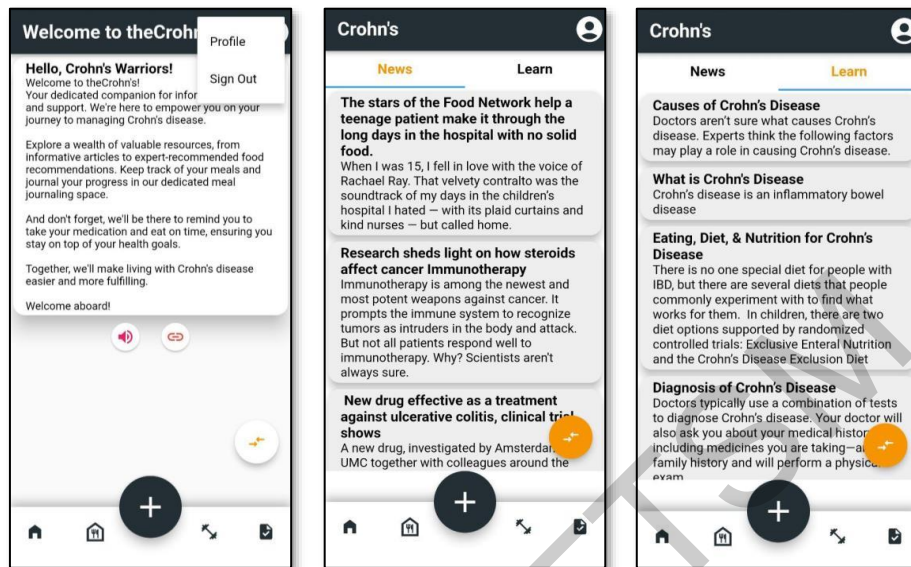 Welcome to theCroh
Profile
Sign Out
Hello, Crohn's Warriors!
Welcome to theCrohn's!
Your dedicated companion for infor
and support. We're here to empower you on your
journey to managing Crohn's disease.
Explore a wealth of valuable resources, from
informative articles to expert-recommended food
recommendations. Keep track of your meals and
journal your progress in our dedicated meal
journaling space.
And don't forget, we'll be there to remind you to
take your medication and eat on time, ensuring you
stay on top of your health goals.
Together, we'll make living with Crohn's disease
easier and more fulfilling.
Welcome aboard!
Crohn's
News Learn
The stars of the Food Network help a
teenage patient make it through the
long days in the hospital with no solid
food.
When I was 15, I fell in love with the voice of
Rachael Ray. That velvety contralto was the
soundtrack of my days in the children's
hospital I hated — with its plaid curtains and
kind nurses — but called home.
Research sheds light on how steroids
affect cancer Immunotherapy
Immunotherapy is among the newest and
most potent weapons against cancer. It
prompts the immune system to recognize
tumors as intruders in the body and attack.
But not all patients respond well to
immunotherapy. Why? Scientists aren't
always sure.
New drug effective as a treatment
against ulcerative colitis, clinical trial
shows
A new drug, investigated by Amsterda
UMC together with colleagues around the
Crohn's
News Learn
Causes of Crohn's Disease
Doctors aren't sure what causes Crohn's
disease. Experts think the following factors
may play a role in causing Crohn's disease.
What is Crohn's Disease
Crohn's disease is an inflammatory bowel
disease
Eating, Diet, & Nutrition for Crohn's
Disease
There is no one special diet for people with
IBD, but there are several diets that people
commonly experiment with to find what
works for them. In children, there are two
diet options supported by randomized
controlled trials: Exclusive Enteral Nutrition
and the Crohn's Disease Exclusion Diet
Diagnosis of Crohn's Disease
Doctors typically use a combination of tests
to diagnose Crohn's disease. Your doctor will
also ask you about your medical histor
including medicines you are taking—a
family history and will perform a physica
exam